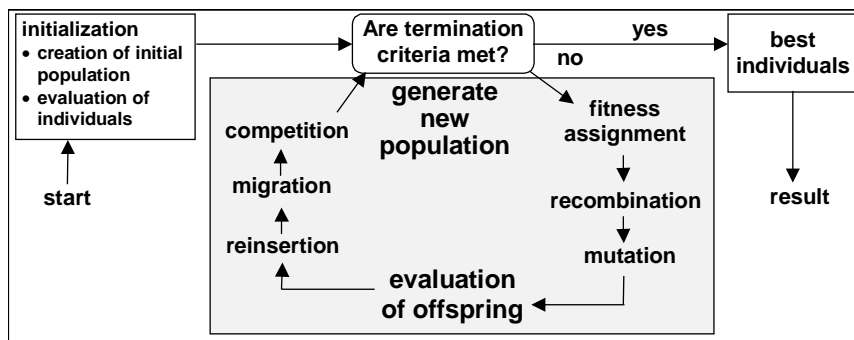 initialization
• creation of initial
population
• evaluation of
individuals
start
Are termination
criteria met?
yes
no
best
individuals
result
generate
new
population
fitness
assignment
recombination
mutation
evaluation
of offspring
reinsertion
migration
competition